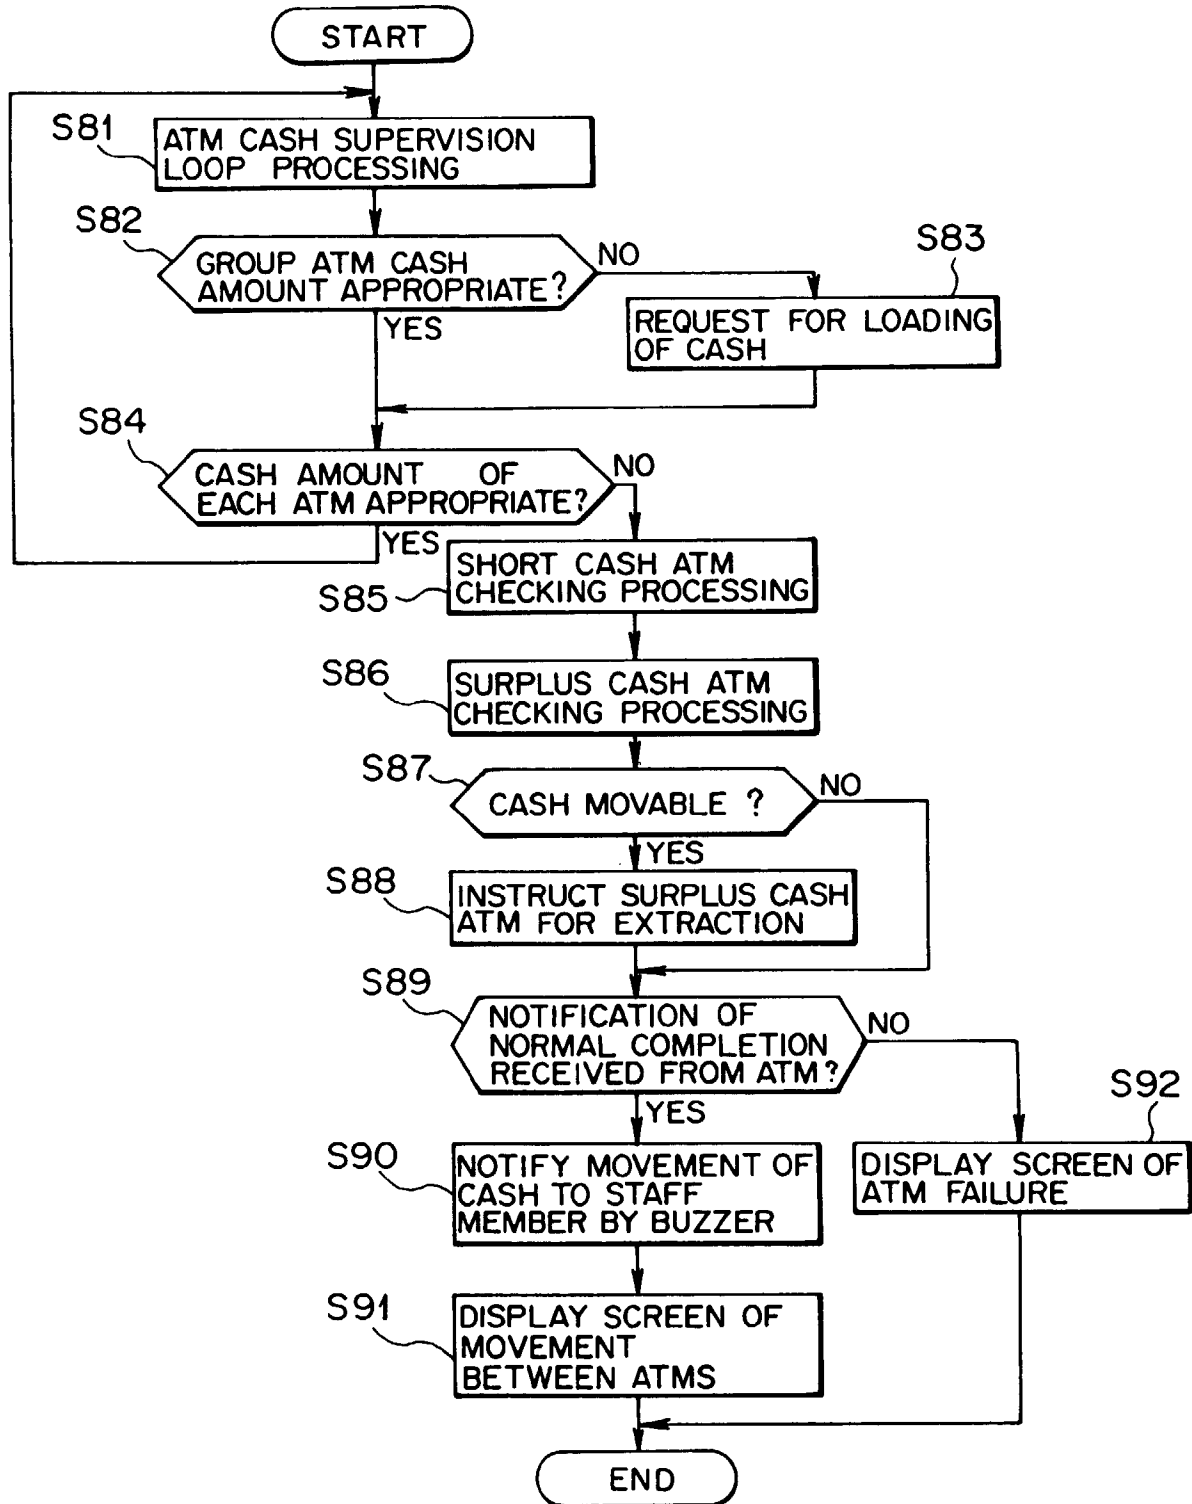 START
S81
ATM CASH SUPERVISION
LOOP PROCESSING
S82
GROUP ATM CASH
AMOUNT APPROPRIATE?
NO
YES
S83
REQUEST FOR LOADING
OF CASH
S84
CASH AMOUNT OF
EACH ATM APPROPRIATE?
NO
YES
S85
SHORT CASH ATM
CHECKING PROCESSING
S86
SURPLUS CASH ATM
CHECKING PROCESSING
S87
CASH MOVABLE ?
NO
YES
S88
INSTRUCT SURPLUS CASH
ATM FOR EXTRACTION
S89
NOTIFICATION OF
NORMAL COMPLETION
RECEIVED FROM ATM?
NO
YES
S92
DISPLAY SCREEN OF
ATM FAILURE
S90
NOTIFY MOVEMENT OF
CASH TO STAFF
MEMBER BY BUZZER
S91
DISPLAY SCREEN OF
MOVEMENT
BETWEEN ATMS
END